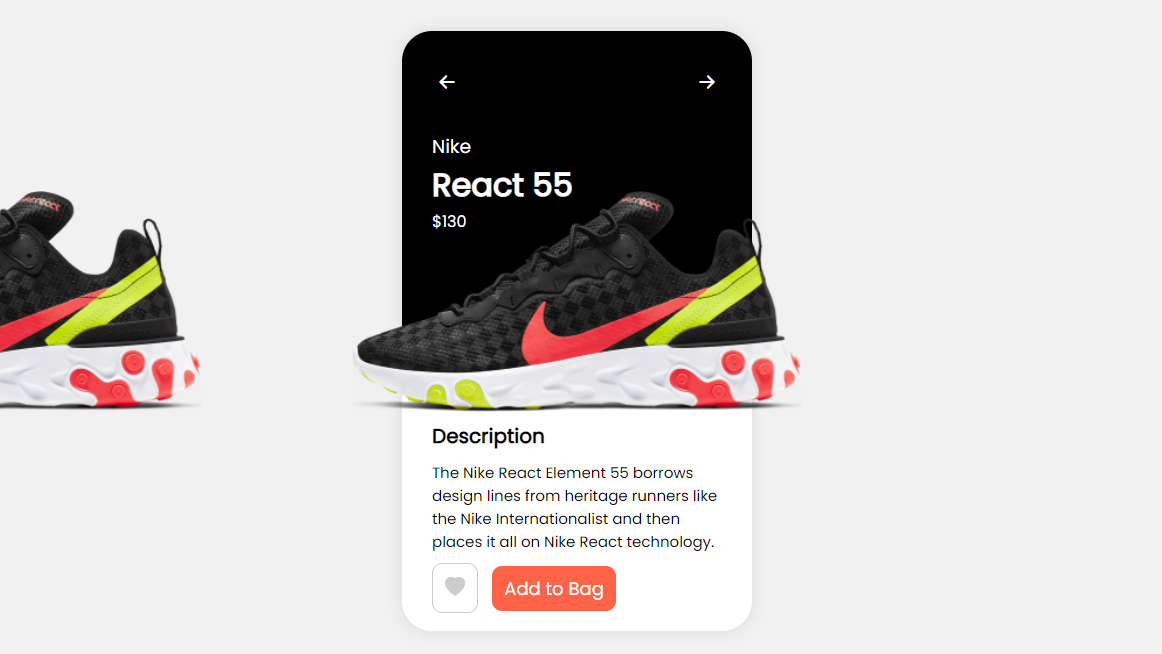 Nike
React 55
$130
Description
The Nike React Element 55 borrows
design lines from heritage runners like
the Nike Internationalist and then
places it all on Nike React technology.
Add to Bag